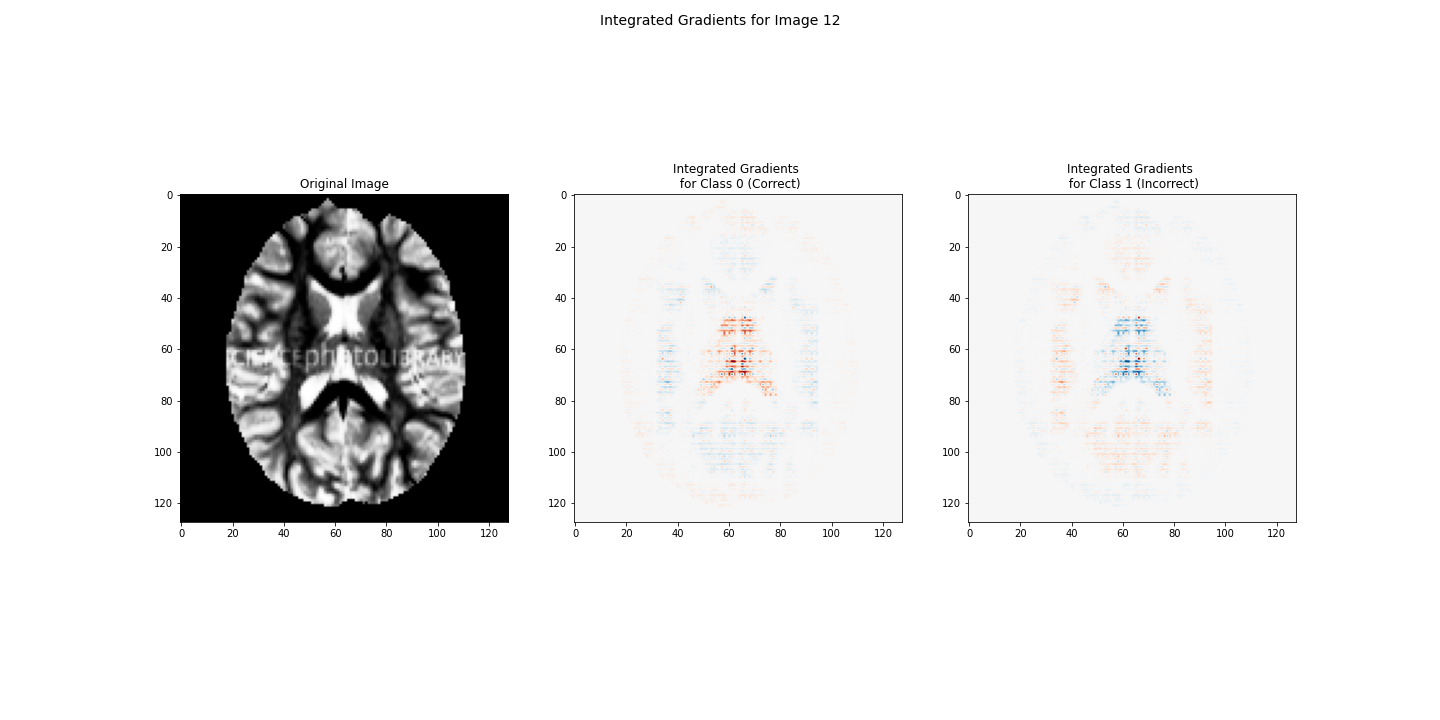 Integrated Gradients for Image 12
Original Image
Integrated Gradients
for Class 0 (Correct)
Integrated Gradients
for Class 1 (Incorrect)
0
20
40
60
80
100
120
0 20 40 60 80 100 120
0
20
40
60
80
100
120
0 20 40 60 80 100 120
0
20
40
60
80
100
120
0 20 40 60 80 100 120
CIENCEphotoLIBRARY